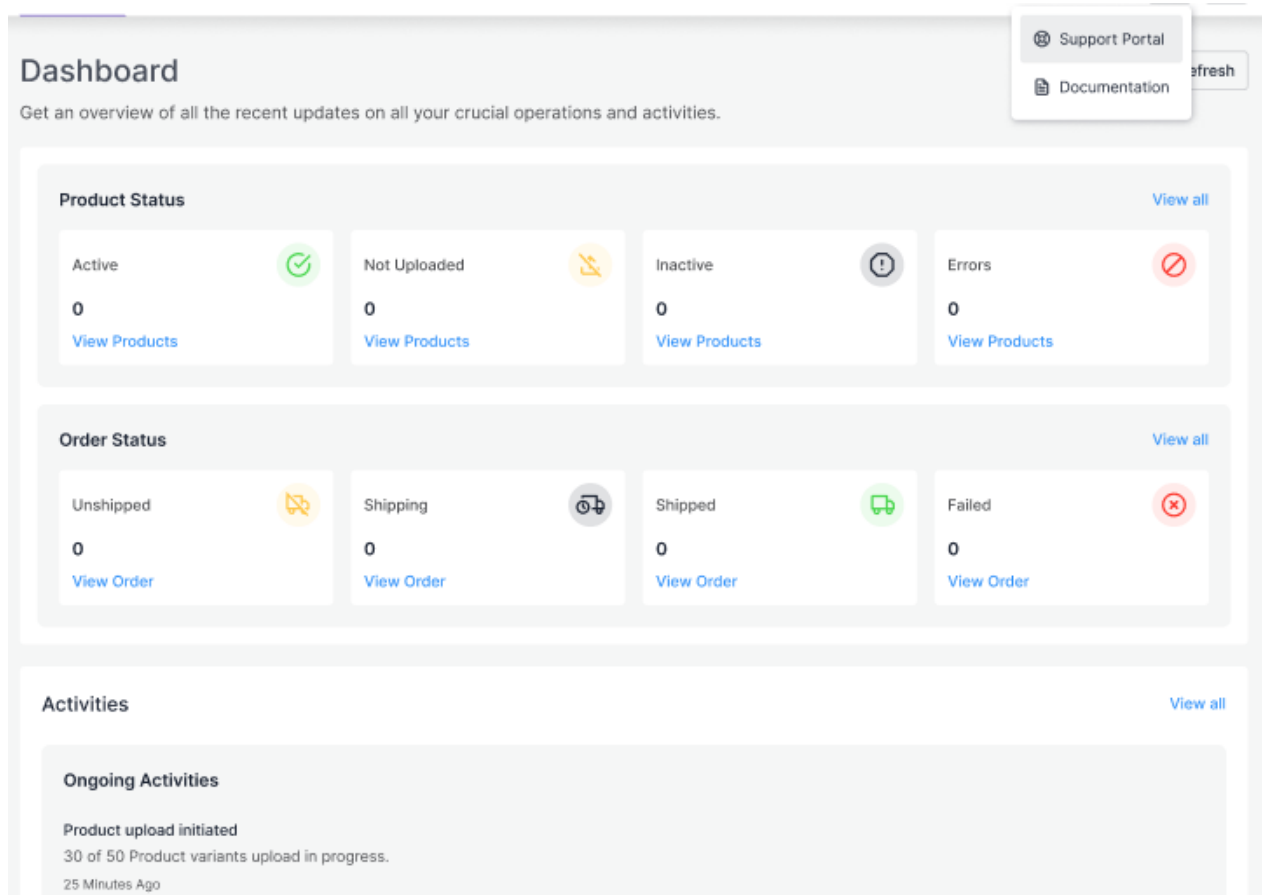 Support Portal
Documentation
efresh
Dashboard
Get an overview of all the recent updates on all your crucial operations and activities.
Product Status
View all
Active
0
View Products
Not Uploaded
0
View Products
Inactive
0
View Products
Errors
0
View Products
Order Status
View all
Unshipped
0
View Order
Shipping
0
View Order
Shipped
0
View Order
Failed
0
View Order
Activities
View all
Ongoing Activities
Product upload initiated
30 of 50 Product variants upload in progress.
25 Minutes Ago